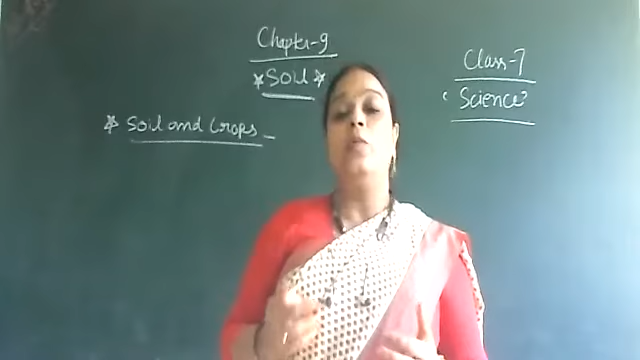 Chapter-9
*Soil*
Class-7
'Science'
* Soil and Crops -